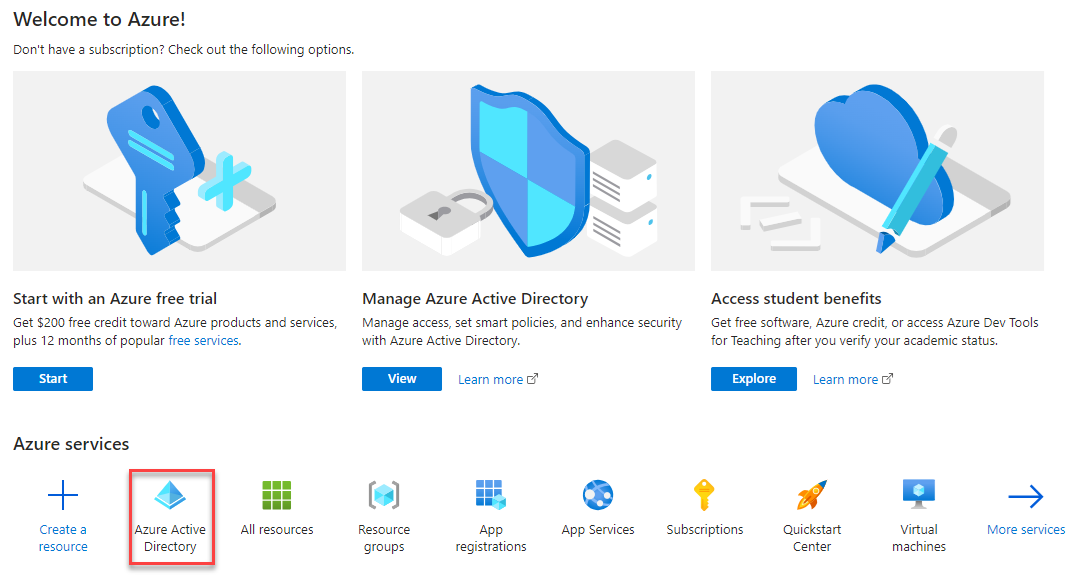 Welcome to Azure!
Don't have a subscription? Check out the following options.
Start with an Azure free trial
Get $200 free credit toward Azure products and services,
plus 12 months of popular free services.
Start
Manage Azure Active Directory
Manage access, set smart policies, and enhance security
with Azure Active Directory.
View
Learn more
Access student benefits
Get free software, Azure credit, or access Azure Dev Tools
for Teaching after you verify your academic status.
Explore
Learn more
Azure services
Create a
resource
Azure Active
Directory
All resources
Resource
groups
App
registrations
App Services
Subscriptions
Quickstart
Center
Virtual
machines
More services